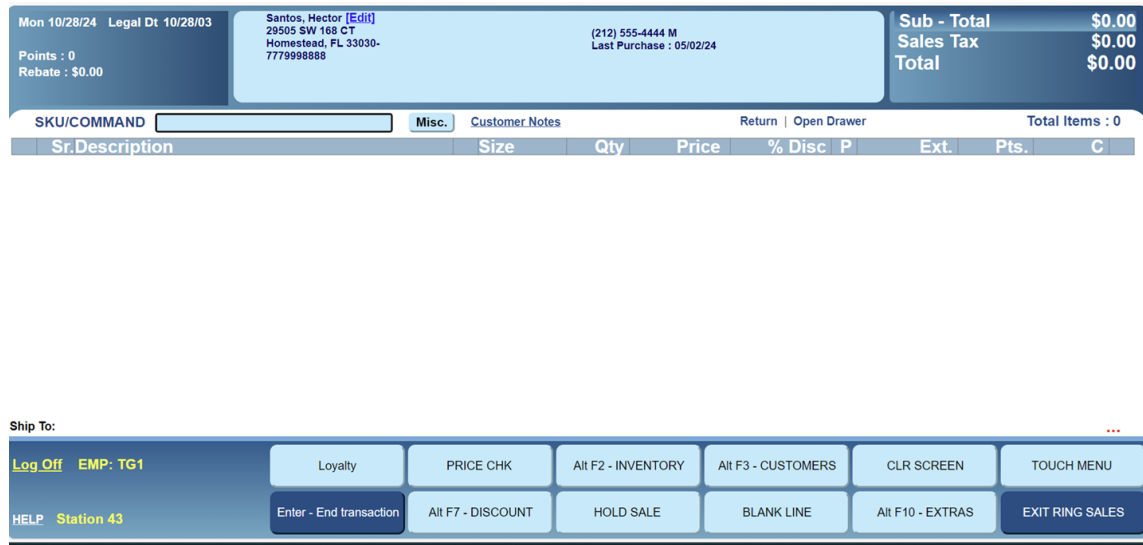 Mon 10/28/24 Legal Dt 10/28/03
Points : 0
Rebate : $0.00
Santos, Hector [Edit]
29505 SW 168 CT
Homestead, FL 33030-
7779998888
(212) 555-4444 M
Last Purchase : 05/02/24
Sub - Total $0.00
Sales Tax $0.00
Total $0.00
SKU/COMMAND Misc. Customer Notes Return | Open Drawer Total Items : 0
Sr.Description Size Qty Price % Disc P Ext. Pts. C
Ship To:
...
Log Off EMP: TG1
Loyalty PRICE CHK Alt F2 - INVENTORY Alt F3 - CUSTOMERS CLR SCREEN TOUCH MENU
HELP Station 43
Enter - End transaction Alt F7 - DISCOUNT HOLD SALE BLANK LINE Alt F10 - EXTRAS EXIT RING SALES